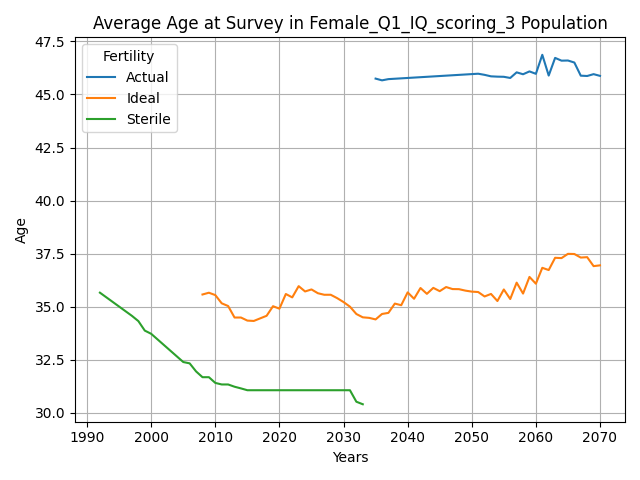 Average Age at Survey in Female_Q1_IQ_scoring_3 Population
47.5
45.0
42.5
40.0
37.5
35.0
32.5
30.0
Age
Fertility
Actual
Ideal
Sterile
1990 2000 2010 2020 2030 2040 2050 2060 2070
Years